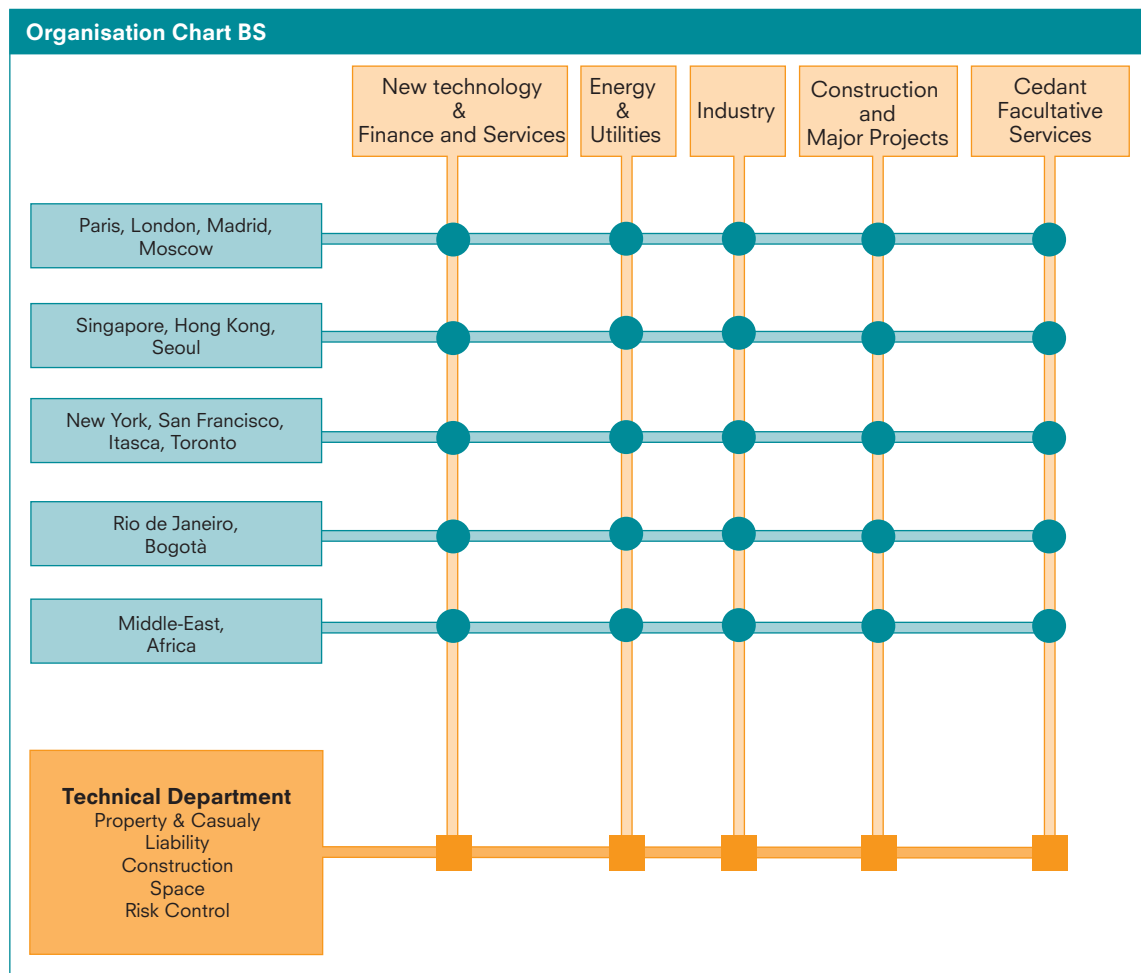 Organisation Chart BS
New technology
&
Finance and Services
Energy
&
Utilities
Industry
Construction
and
Major Projects
Cedant
Facultative
Services
Paris, London, Madrid,
Moscow
Singapore, Hong Kong,
Seoul
New York, San Francisco,
Itasca, Toronto
Rio de Janeiro,
Bogotà
Middle-East,
Africa
Technical Department
Property & Casualy
Liability
Construction
Space
Risk Control